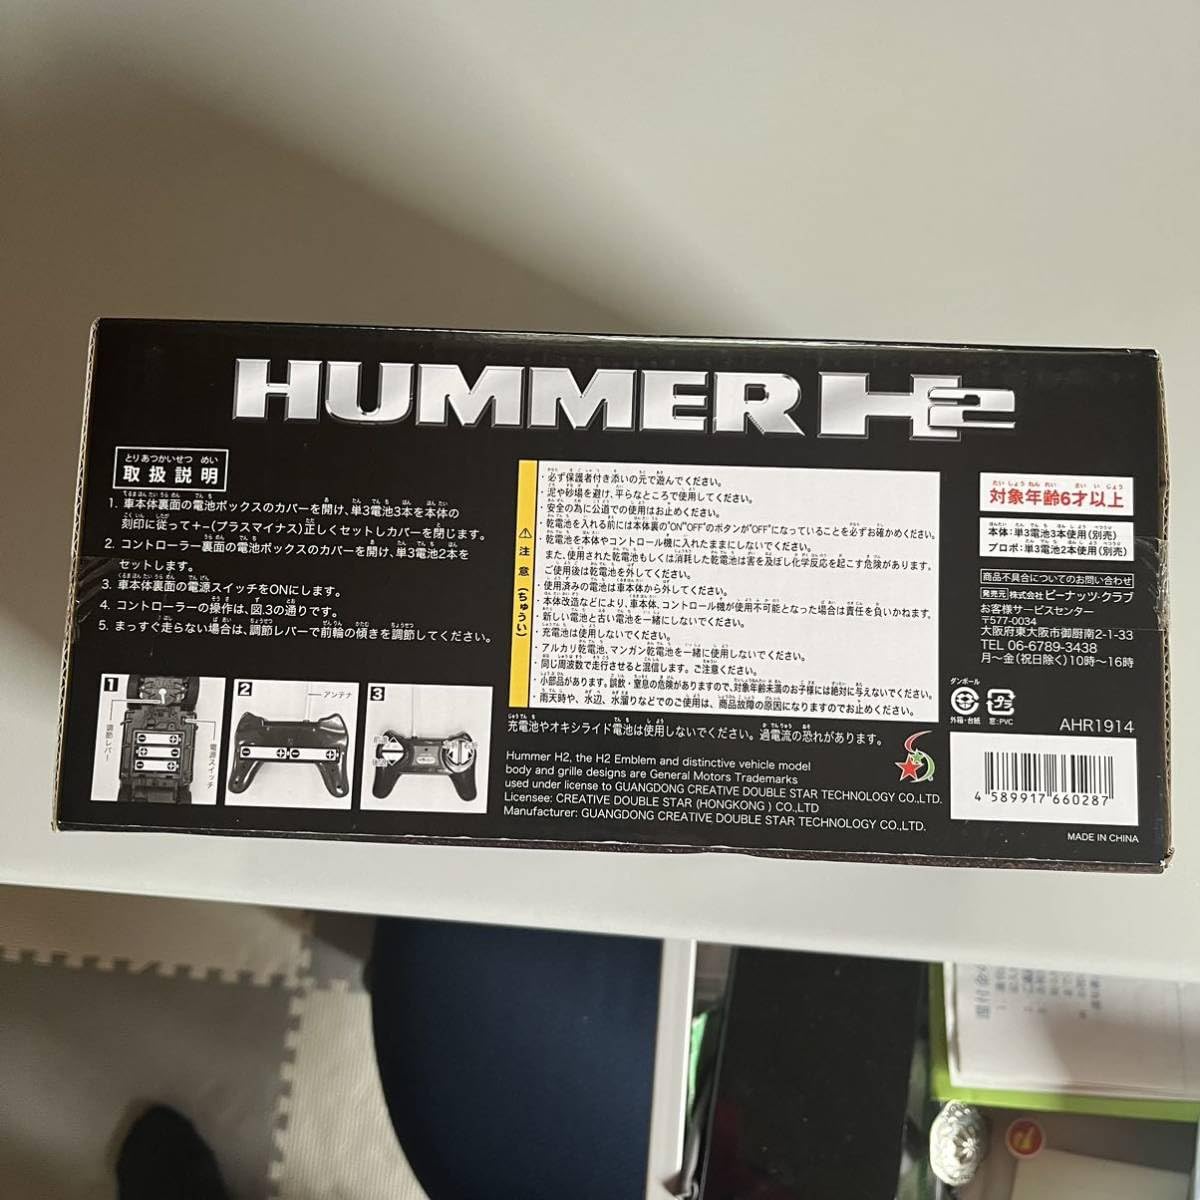 HUMMER H2
とりあつかいせつめい
取扱説明
1. 車本体裏面の電池ボックスのカバーを開け、単3電池3本を本体の
刻印に従って+−(プラスマイナス)正しくセットしカバーを閉じます。
2. コントローラー裏面の電池ボックスのカバーを開け、単3電池2本を
セットします。
3. 車本体裏面の電源スイッチをONにします。
4. コントローラーの操作は、図.3の通りです。
5. まっすぐ走らない場合は、調節レバーで前輪の傾きを調節してください。
1
調節レバー
電源スイッチ
2
アンテナ
3
⚠注意(ちゅうい)
・必ず保護者付き添いの元で遊んでください。
・泥や砂場を避け、平らなところで使用してください。
・安全の為に公道での使用はお止めください。
・乾電池を入れる前には本体裏の"ON""OFF"のボタンが"OFF"になっていることを必ずお確かめください。
・乾電池を本体やコントロール機に入れたままにしないでください。
また、使用された乾電池もしくは消耗した乾電池は害を及ぼし化学反応を起こす危険があります。
ご使用後は乾電池を外してください。
・使用済みの電池は車本体から外してください。
・本体改造などにより、車本体、コントロール機が使用不可能となった場合は責任を負いかねます。
・新しい電池と古い電池を一緒にしないでください。
・充電池は使用しないでください。
・アルカリ乾電池、マンガン乾電池を一緒に使用しないでください。
・同じ周波数で走行させると混信します。ご注意ください。
・小部品があります。誤飲・窒息の危険がありますので、対象年齢未満のお子様には絶対に与えないでください。
・雨天時や、水辺、水溜りなどでのご使用は、商品故障の原因になりますのでお止めください。
充電池やオキシライド電池は使用しないでください。過電流の恐れがあります。
Hummer H2, the H2 Emblem and distinctive vehicle model
body and grille designs are General Motors Trademarks
used under license to GUANGDONG CREATIVE DOUBLE STAR TECHNOLOGY CO.,LTD.
Licensee: CREATIVE DOUBLE STAR (HONGKONG ) CO.,LTD
Manufacturer: GUANGDONG CREATIVE DOUBLE STAR TECHNOLOGY CO.,LTD.
対象年齢6才以上
本体:単3電池3本使用(別売)
プロポ:単3電池2本使用(別売)
商品不具合についてのお問い合わせ
発売元 株式会社 ピーナッツ・クラブ
お客様サービスセンター
〒577-0034
大阪府東大阪市御厨南2-1-33
TEL 06-6789-3438
月〜金(祝日除く)10時〜16時
ダンボール
外箱・台紙
プラ
窓:PVC
AHR1914
4 589917 660287
MADE IN CHINA